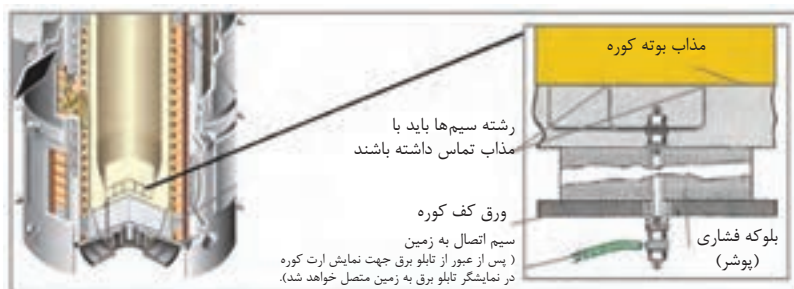 مذاب بوته کوره
رشته سیم‌ها باید با
مذاب تماس داشته باشند
ورق کف کوره
سیم اتصال به زمین
( پس از عبور از تابلو برق جهت نمایش ارت کوره
در نمایشگر تابلو برق به زمین متصل خواهد شد).
بلوکه فشاری
(پوشر)